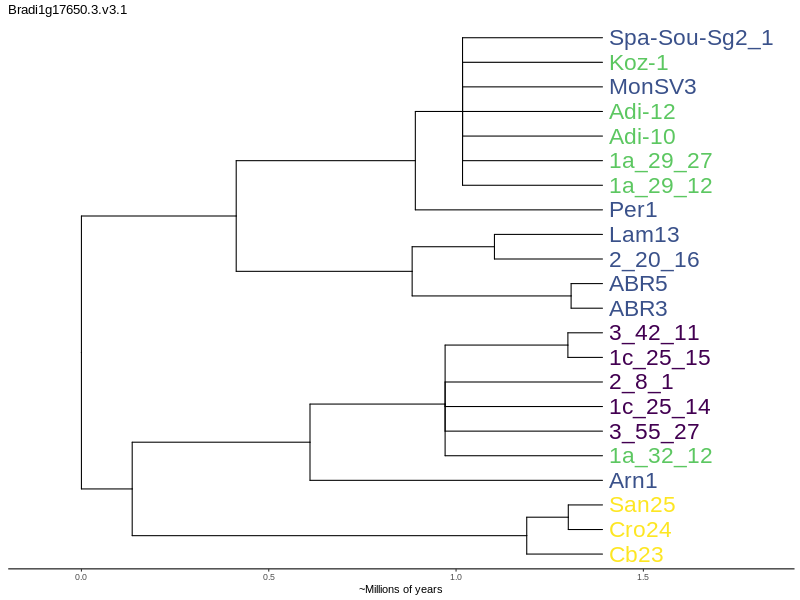 Bradi1g17650.3.v3.1
Spa-Sou-Sg2_1
Koz-1
MonSV3
Adi-12
Adi-10
1a_29_27
1a_29_12
Per1
Lam13
2_20_16
ABR5
ABR3
3_42_11
1c_25_15
2_8_1
1c_25_14
3_55_27
1a_32_12
Arn1
San25
Cro24
Cb23
0.0 0.5 1.0 1.5
~Millions of years